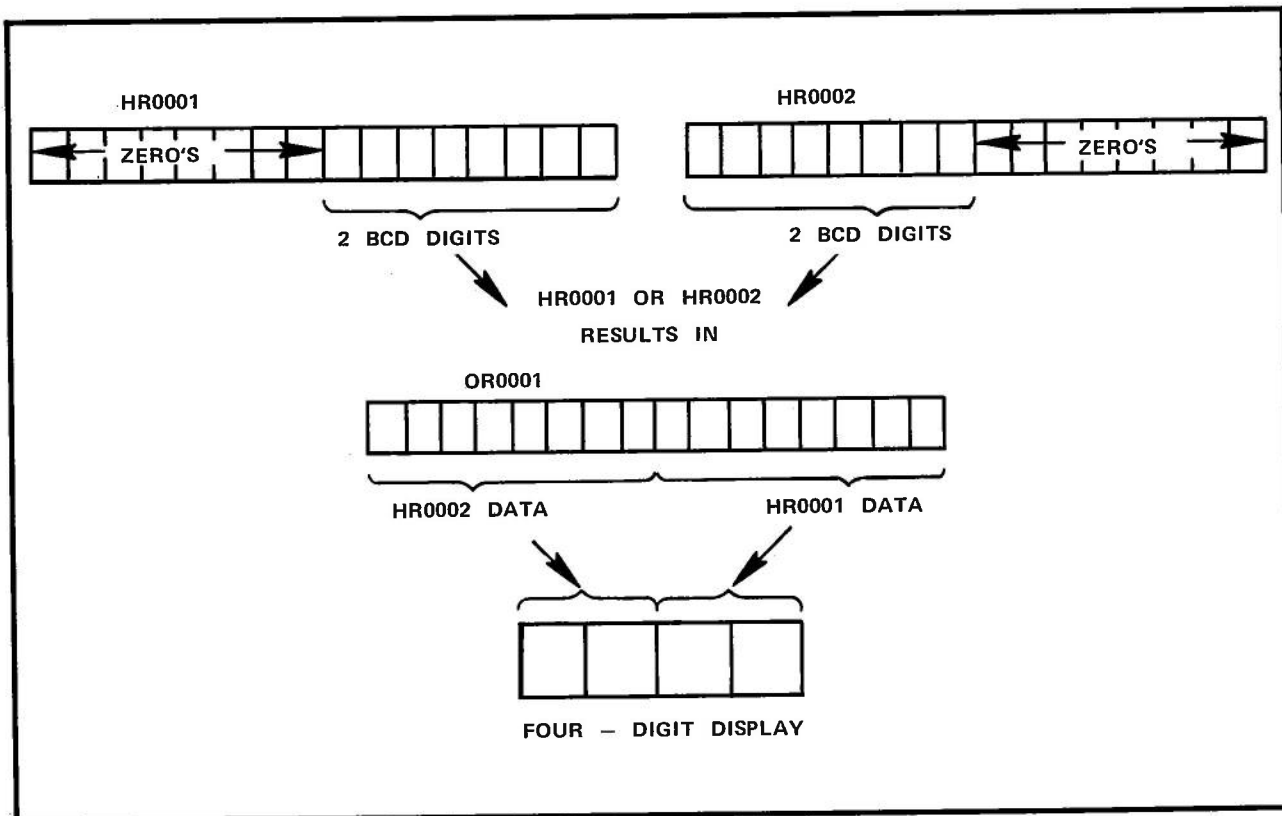 HR0001
HR0002
ZERO'S
ZERO'S
2 BCD DIGITS
2 BCD DIGITS
HR0001 OR HR0002
RESULTS IN
OR0001
HR0002 DATA
HR0001 DATA
FOUR – DIGIT DISPLAY